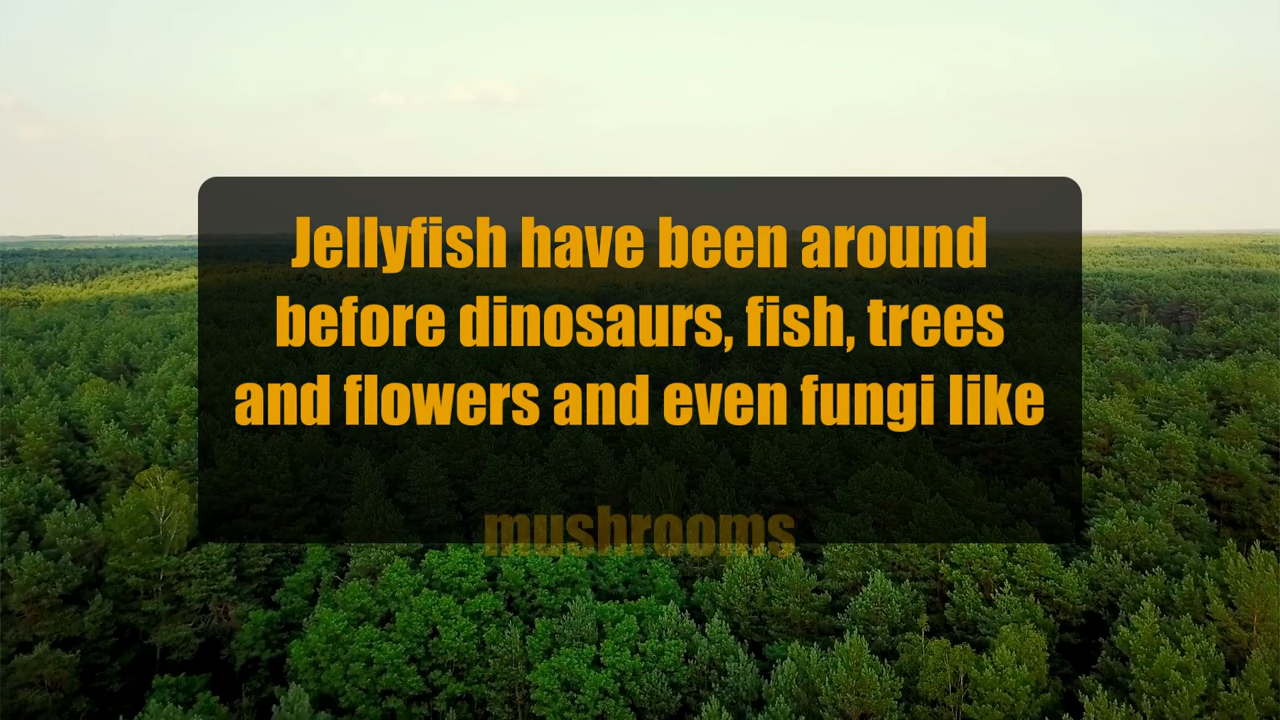 Jellyfish have been around
before dinosaurs, fish, trees
and flowers and even fungi like
mushrooms